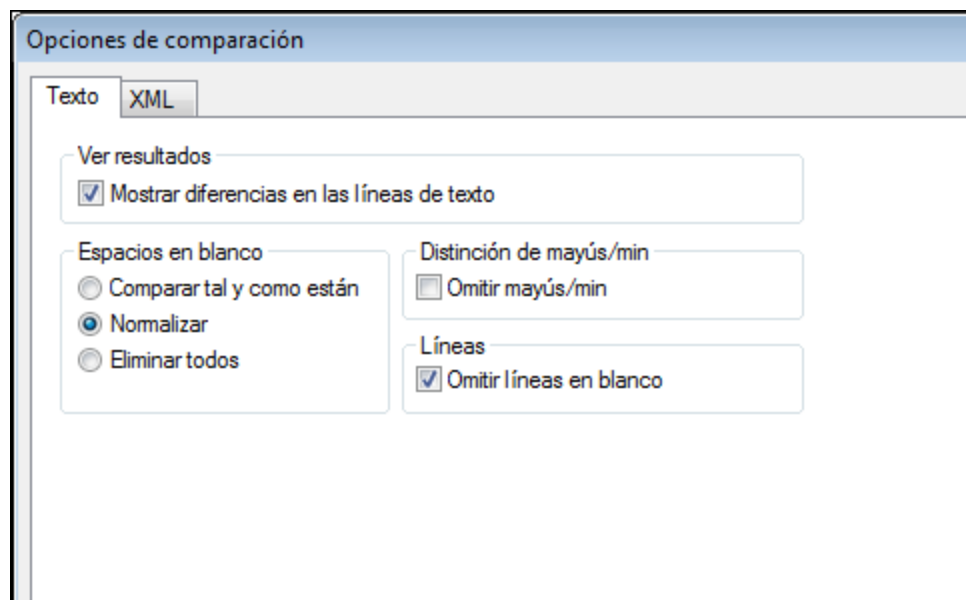 Opciones de comparación
Texto XML
Ver resultados
Mostrar diferencias en las líneas de texto
Espacios en blanco
Comparar tal y como están
Normalizar
Eliminar todos
Distinción de mayús/min
Omitir mayús/min
Líneas
Omitir líneas en blanco